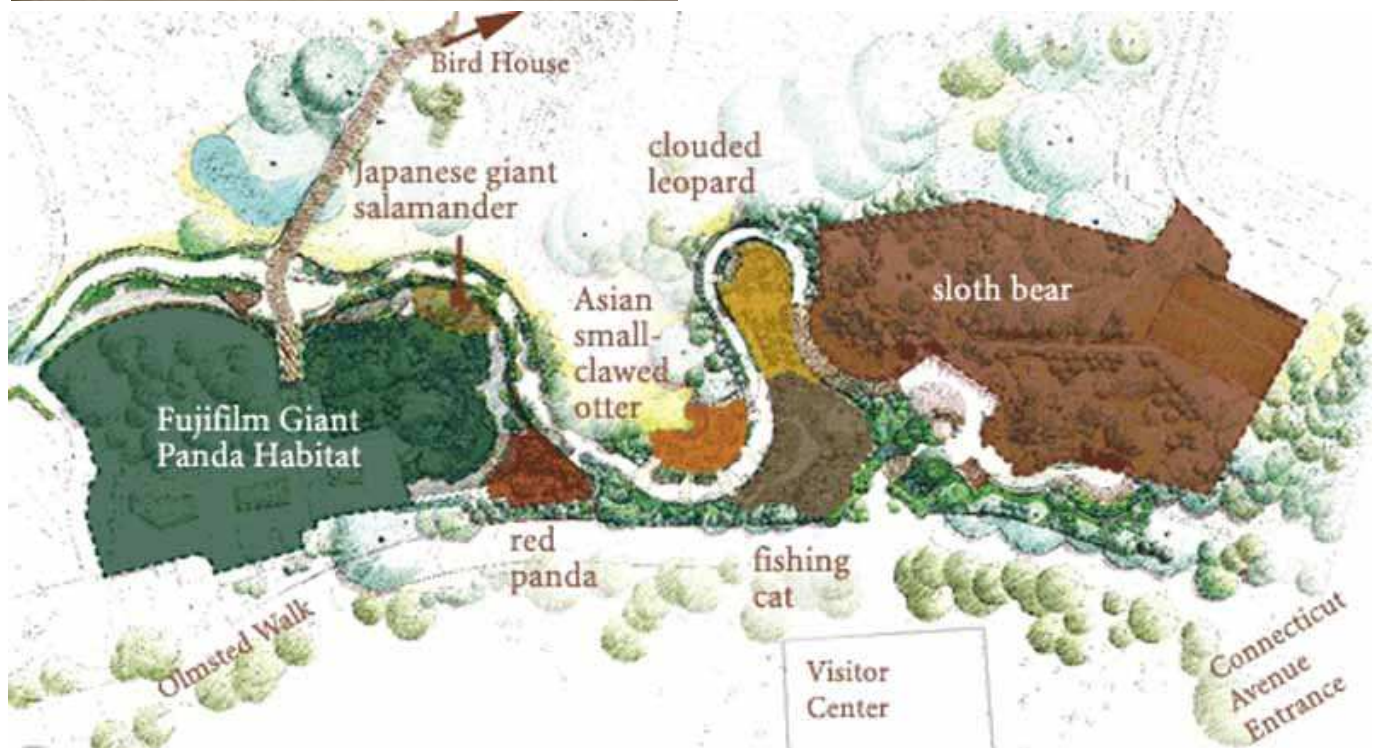 Bird House
Japanese giant
salamander
clouded
leopard
sloth bear
Asian
small-
clawed
otter
Fujifilm Giant
Panda Habitat
red
panda
fishing
cat
Olmsted Walk
Visitor
Center
Connecticut
Avenue
Entrance